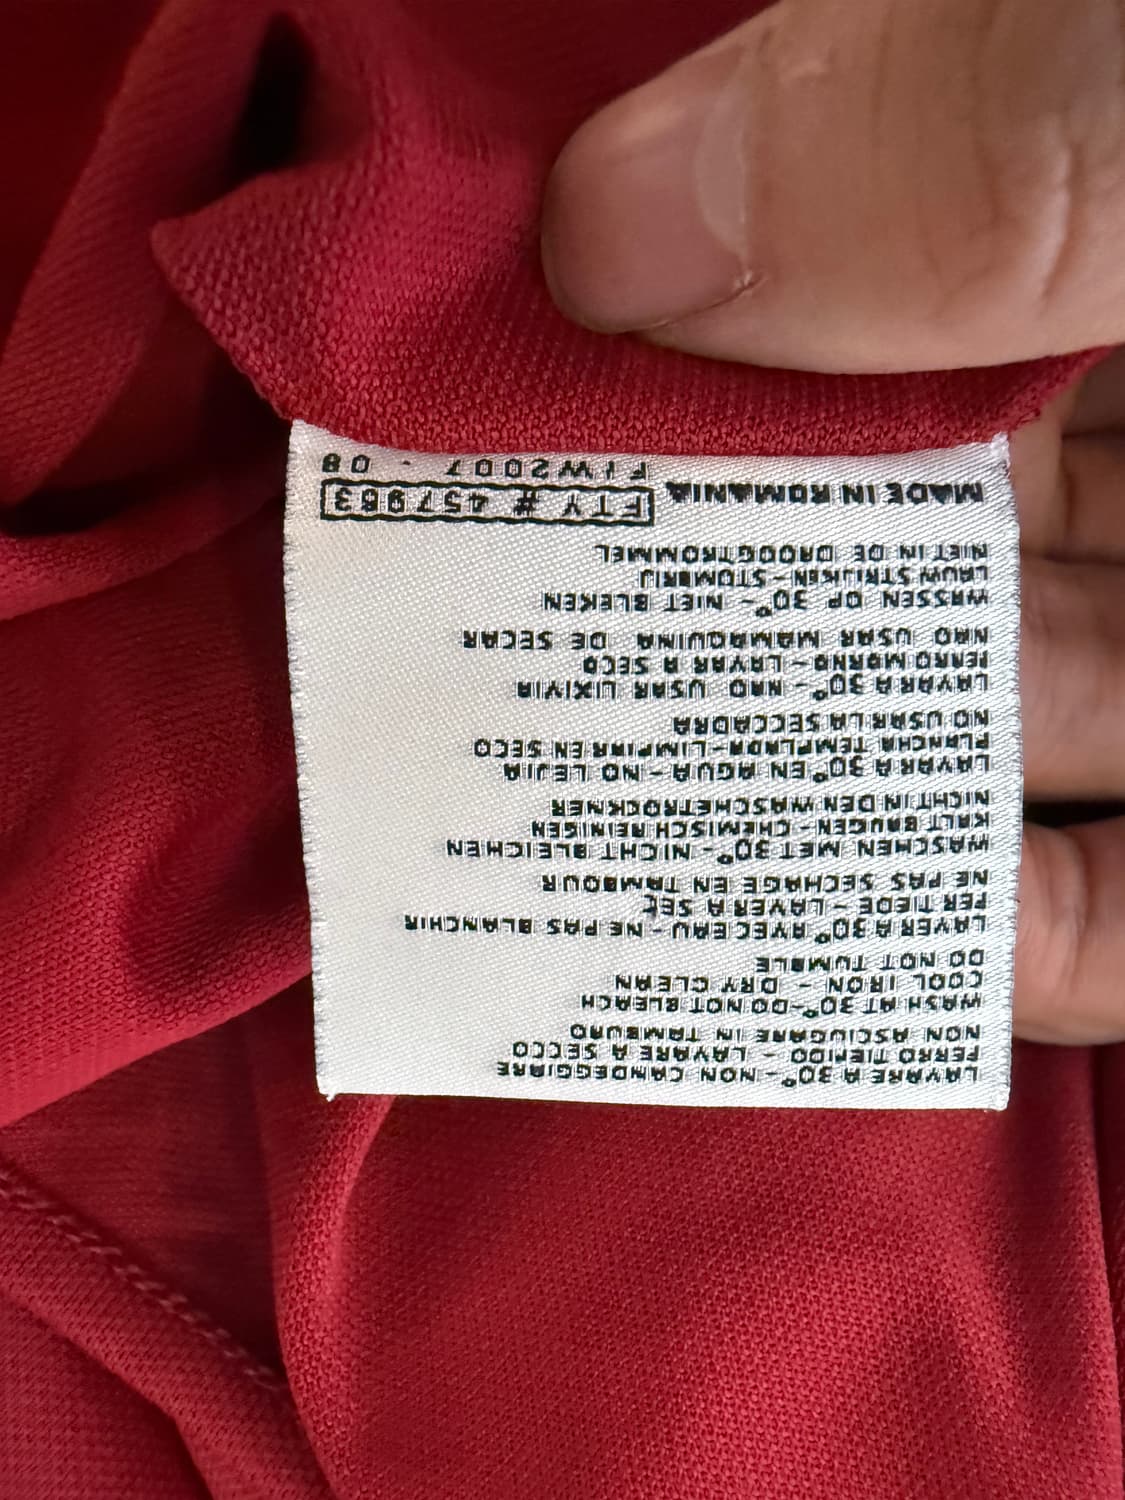 LAVARE A 30°- NON CANDEGGIARE
FERRO TIEPIDO - LAVARE A SECCO
NON ASCIUGARE IN TAMBURO
WASH AT 30°-DO NOT BLEACH
COOL IRON - DRY CLEAN
DO NOT TUMBLE
LAVER A 30° AVEC EAU - NE PAS BLANCHIR
FER TIEDE - LAVER A SEC
NE PAS SECHAGE EN TAMBOUR
WASCHEN MET 30°- NICHT BLEICHEN
KALT BAUGEN - CHEMISCH REINIGEN
NICHT IN DEN WASCHETROCKNER
LAVAR A 30° EN AGUA - NO LEJIA
PLANCHA TEMPLADA-LIMPIAR EN SECO
NO USAR LA SECCADRA
LAVAR A 30°- NAO USAR LIXIVIA
FERRO MORNO - LAVAR A SECO
NAO USAR MAMAQUINA DE SECAR
WASSEN OP 30°- NIET BLEKEN
LAUW STRIJKEN - STOMBRIJ
NIET IN DE DROOGTROMMEL
MADE IN ROMANIA FTY # 457983
F/W2007 - 08